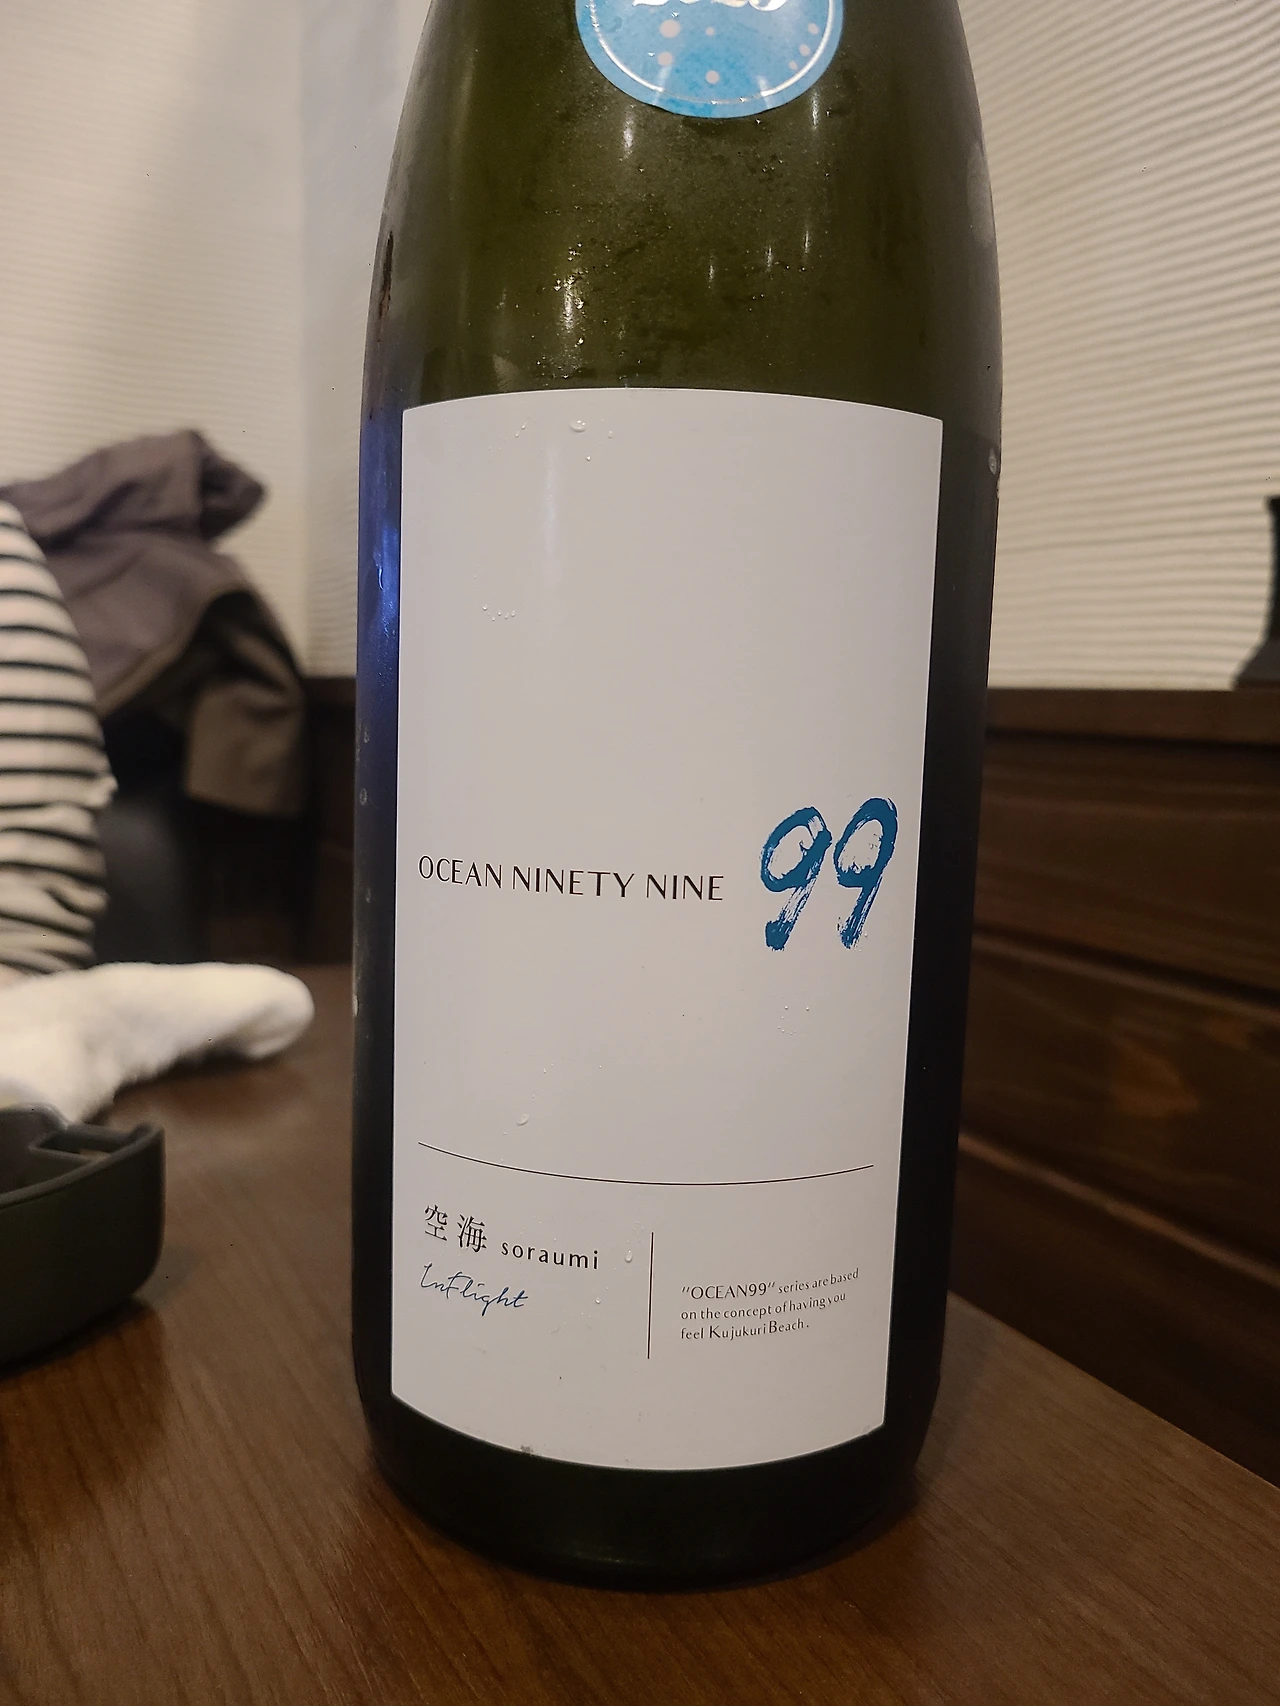 OCEAN NINETY NINE 99
空海 soraumi
InFlight
"OCEAN99" series are based
on the concept of having you
feel Kujukuri Beach.